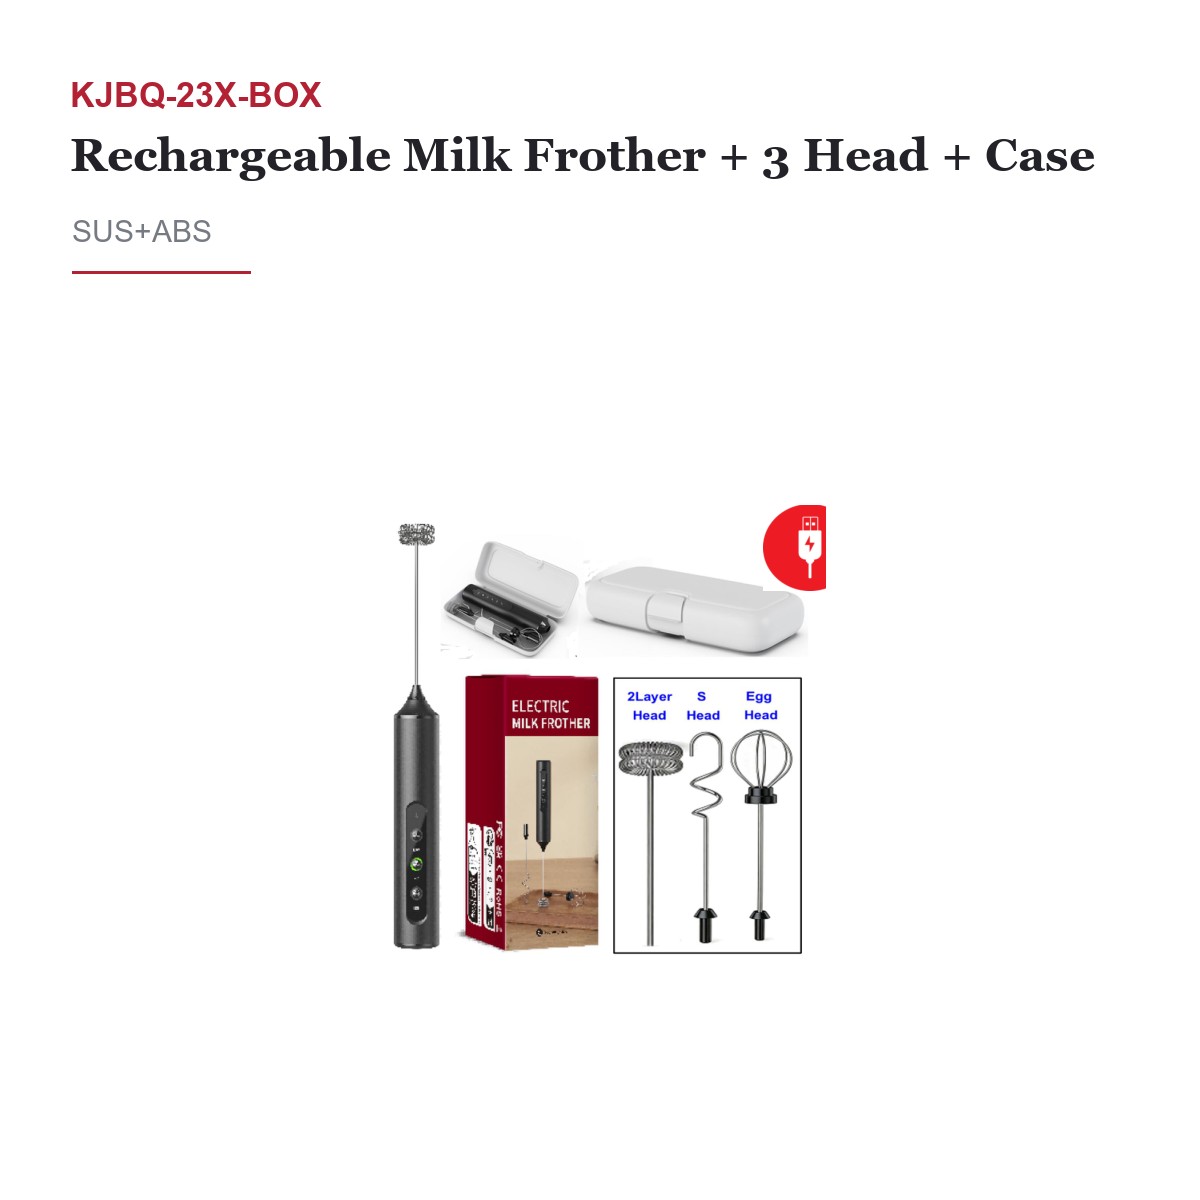 KJBQ-23X-BOX
Rechargeable Milk Frother + 3 Head + Case
SUS+ABS
ELECTRIC
MILK FROTHER
2Layer
Head
S
Head
Egg
Head